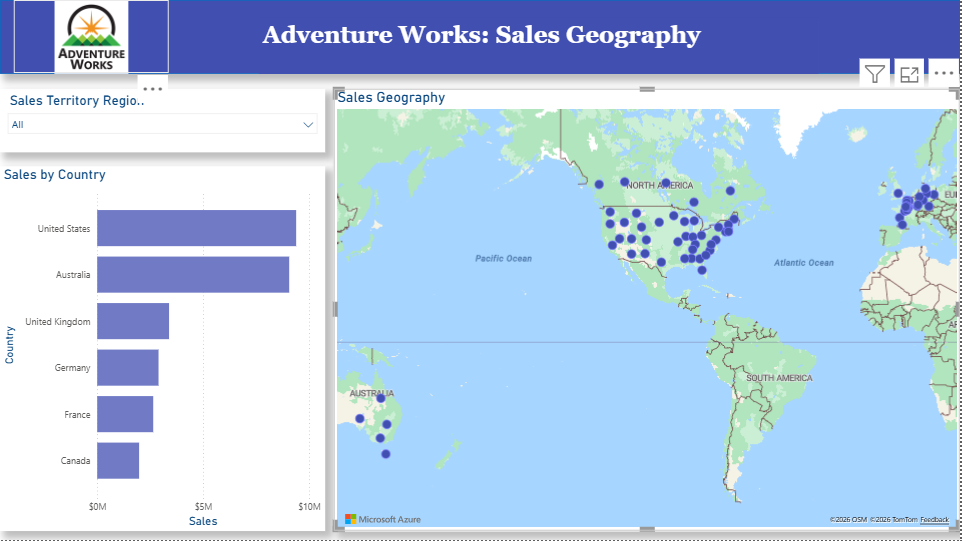 ADVENTURE
WORKS
Adventure Works: Sales Geography
Sales Territory Regio..
All
Sales by Country
United States
Australia
United Kingdom
Germany
France
Canada
Country
$0M
$5M
$10M
Sales
Sales Geography
NORTH AMERICA
Pacific Ocean
Atlantic Ocean
SOUTH AMERICA
AUSTRALIA
EU
AF
Microsoft Azure
©2026 OSM ©2026 TomTom Feedback